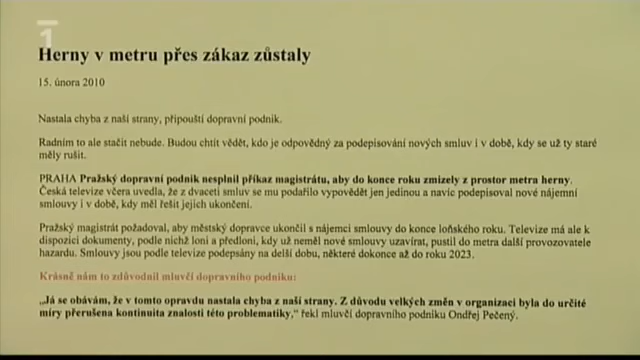 1
Herny v metru přes zákaz zůstaly
15. února 2010
Nastala chyba z naší strany, připouští dopravní podnik.
Radním to ale stačit nebude. Budou chtít vědět, kdo je odpovědný za podepisování nových smluv i v době, kdy se už ty staré
měly rušit.
PRAHA Pražský dopravní podnik nesplnil příkaz magistrátu, aby do konce roku zmizely z prostor metra herny.
Česká televize včera uvedla, že z dvaceti smluv se mu podařilo vypovědět jen jedinou a navíc podepisoval nové nájemní
smlouvy i v době, kdy měl řešit jejich ukončení.
Pražský magistrát požadoval, aby městský dopravce ukončil s nájemci smlouvy do konce loňského roku. Televize má ale k
dispozici dokumenty, podle nichž loni a předloni, kdy už neměl nové smlouvy uzavírat, pustil do metra další provozovatele
hazardu. Smlouvy jsou podle televize podepsány na delší dobu, některé dokonce až do roku 2023.
Krásně nám to zdůvodnil mluvčí dopravního podniku:
„Já se obávám, že v tomto opravdu nastala chyba z naší strany. Z důvodu velkých změn v organizaci byla do určité
míry přerušena kontinuita znalosti této problematiky,“ řekl mluvčí dopravního podniku Ondřej Pečený.